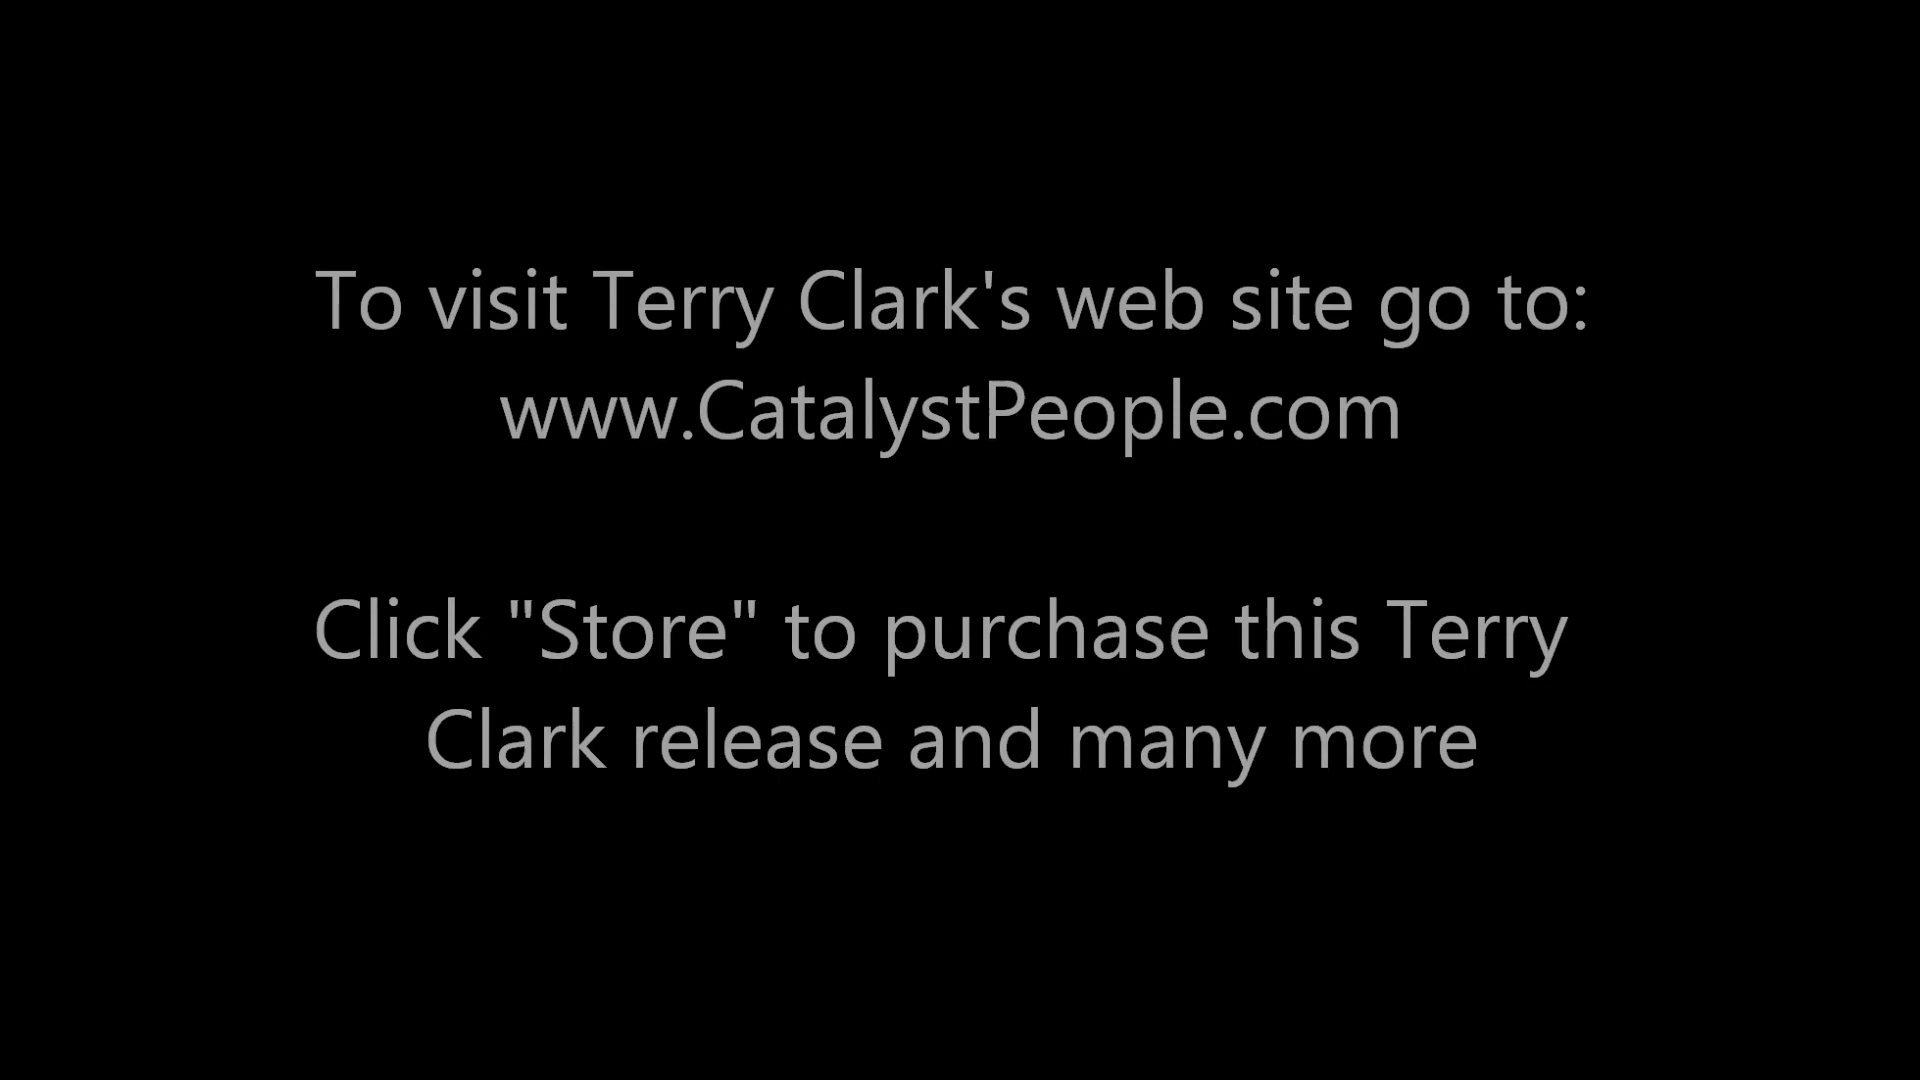 To visit Terry Clark's web site go to:
www.CatalystPeople.com
Click "Store" to purchase this Terry
Clark release and many more